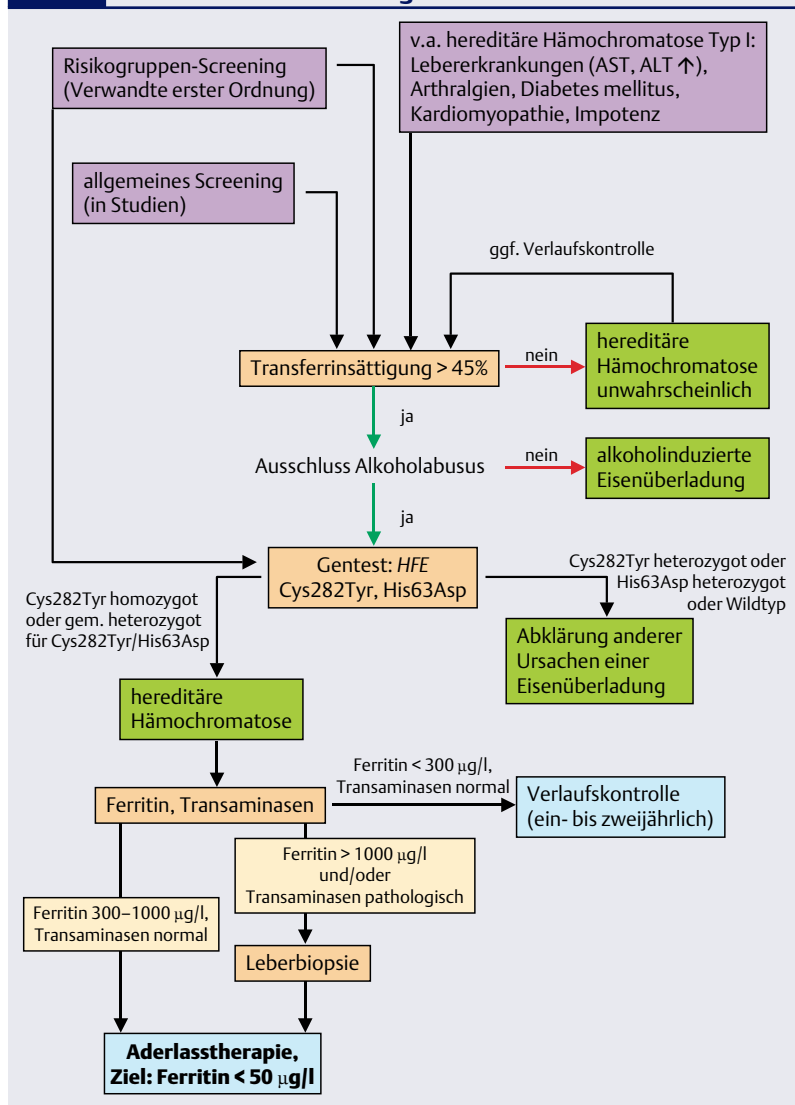 Risikogruppen-Screening
(Verwandte erster Ordnung)
v.a. hereditäre Hämochromatose Typ I:
Lebererkrankungen (AST, ALT ↑),
Arthralgien, Diabetes mellitus,
Kardiomyopathie, Impotenz
allgemeines Screening
(in Studien)
ggf. Verlaufskontrolle
Transferrinsättigung > 45%
nein
hereditäre
Hämochromatose
unwahrscheinlich
ja
Ausschluss Alkoholabusus
nein
alkoholinduzierte
Eisenüberladung
ja
Gentest: HFE
Cys282Tyr, His63Asp
Cys282Tyr heterozygot oder
His63Asp heterozygot
oder Wildtyp
Cys282Tyr homozygot
oder gem. heterozygot
für Cys282Tyr/His63Asp
Abklärung anderer
Ursachen einer
Eisenüberladung
hereditäre
Hämochromatose
Ferritin, Transaminasen
Ferritin < 300 µg/l,
Transaminasen normal
Verlaufskontrolle
(ein- bis zweijährlich)
Ferritin > 1000 µg/l
und/oder
Transaminasen pathologisch
Ferritin 300–1000 µg/l,
Transaminasen normal
Leberbiopsie
Aderlasstherapie,
Ziel: Ferritin < 50 µg/l